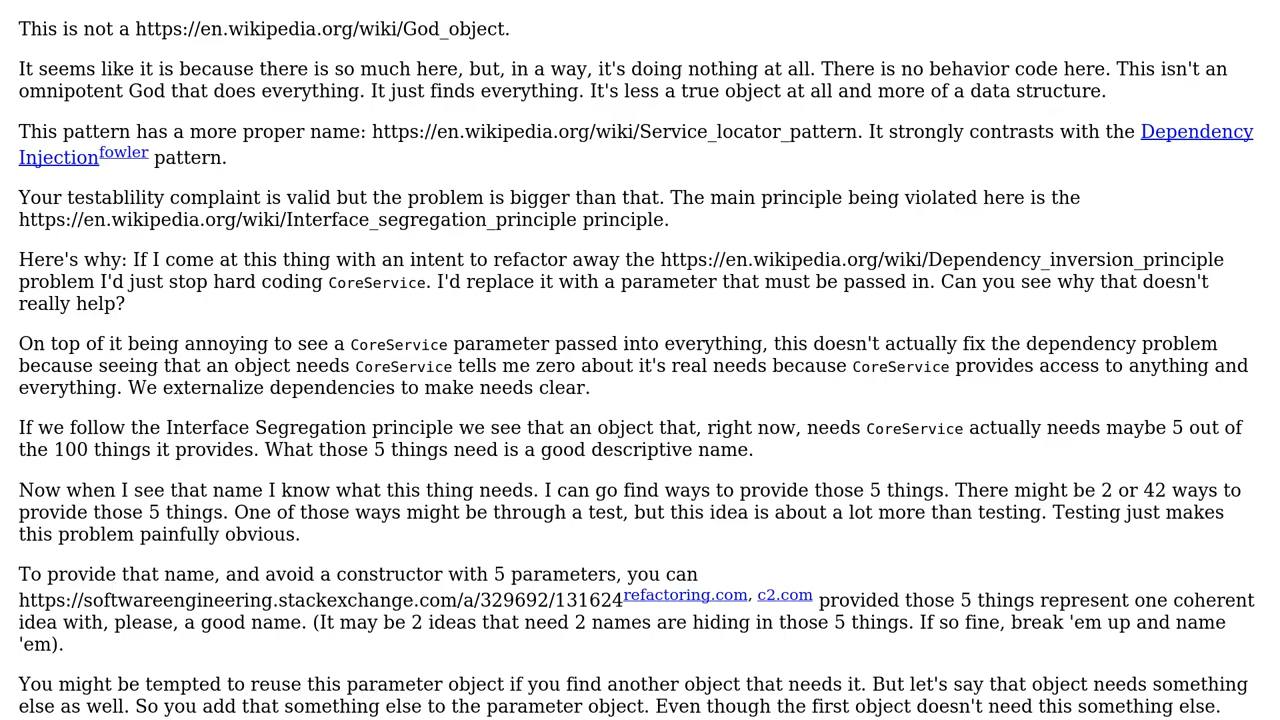 This is not a https://en.wikipedia.org/wiki/God_object.
It seems like it is because there is so much here, but, in a way, it's doing nothing at all. There is no behavior code here. This isn't an
omnipotent God that does everything. It just finds everything. It's less a true object at all and more of a data structure.
This pattern has a more proper name: https://en.wikipedia.org/wiki/Service_locator_pattern. It strongly contrasts with the Dependency
Injectionfowler pattern.
Your testablility complaint is valid but the problem is bigger than that. The main principle being violated here is the
https://en.wikipedia.org/wiki/Interface_segregation_principle principle.
Here's why: If I come at this thing with an intent to refactor away the https://en.wikipedia.org/wiki/Dependency_inversion_principle
problem I'd just stop hard coding CoreService. I'd replace it with a parameter that must be passed in. Can you see why that doesn't
really help?
On top of it being annoying to see a CoreService parameter passed into everything, this doesn't actually fix the dependency problem
because seeing that an object needs CoreService tells me zero about it's real needs because CoreService provides access to anything and
everything. We externalize dependencies to make needs clear.
If we follow the Interface Segregation principle we see that an object that, right now, needs CoreService actually needs maybe 5 out of
the 100 things it provides. What those 5 things need is a good descriptive name.
Now when I see that name I know what this thing needs. I can go find ways to provide those 5 things. There might be 2 or 42 ways to
provide those 5 things. One of those ways might be through a test, but this idea is about a lot more than testing. Testing just makes
this problem painfully obvious.
To provide that name, and avoid a constructor with 5 parameters, you can
https://softwareengineering.stackexchange.com/a/329692/131624refactoring.com, c2.com provided those 5 things represent one coherent
idea with, please, a good name. (It may be 2 ideas that need 2 names are hiding in those 5 things. If so fine, break 'em up and name
'em).
You might be tempted to reuse this parameter object if you find another object that needs it. But let's say that object needs something
else as well. So you add that something else to the parameter object. Even though the first object doesn't need this something else.